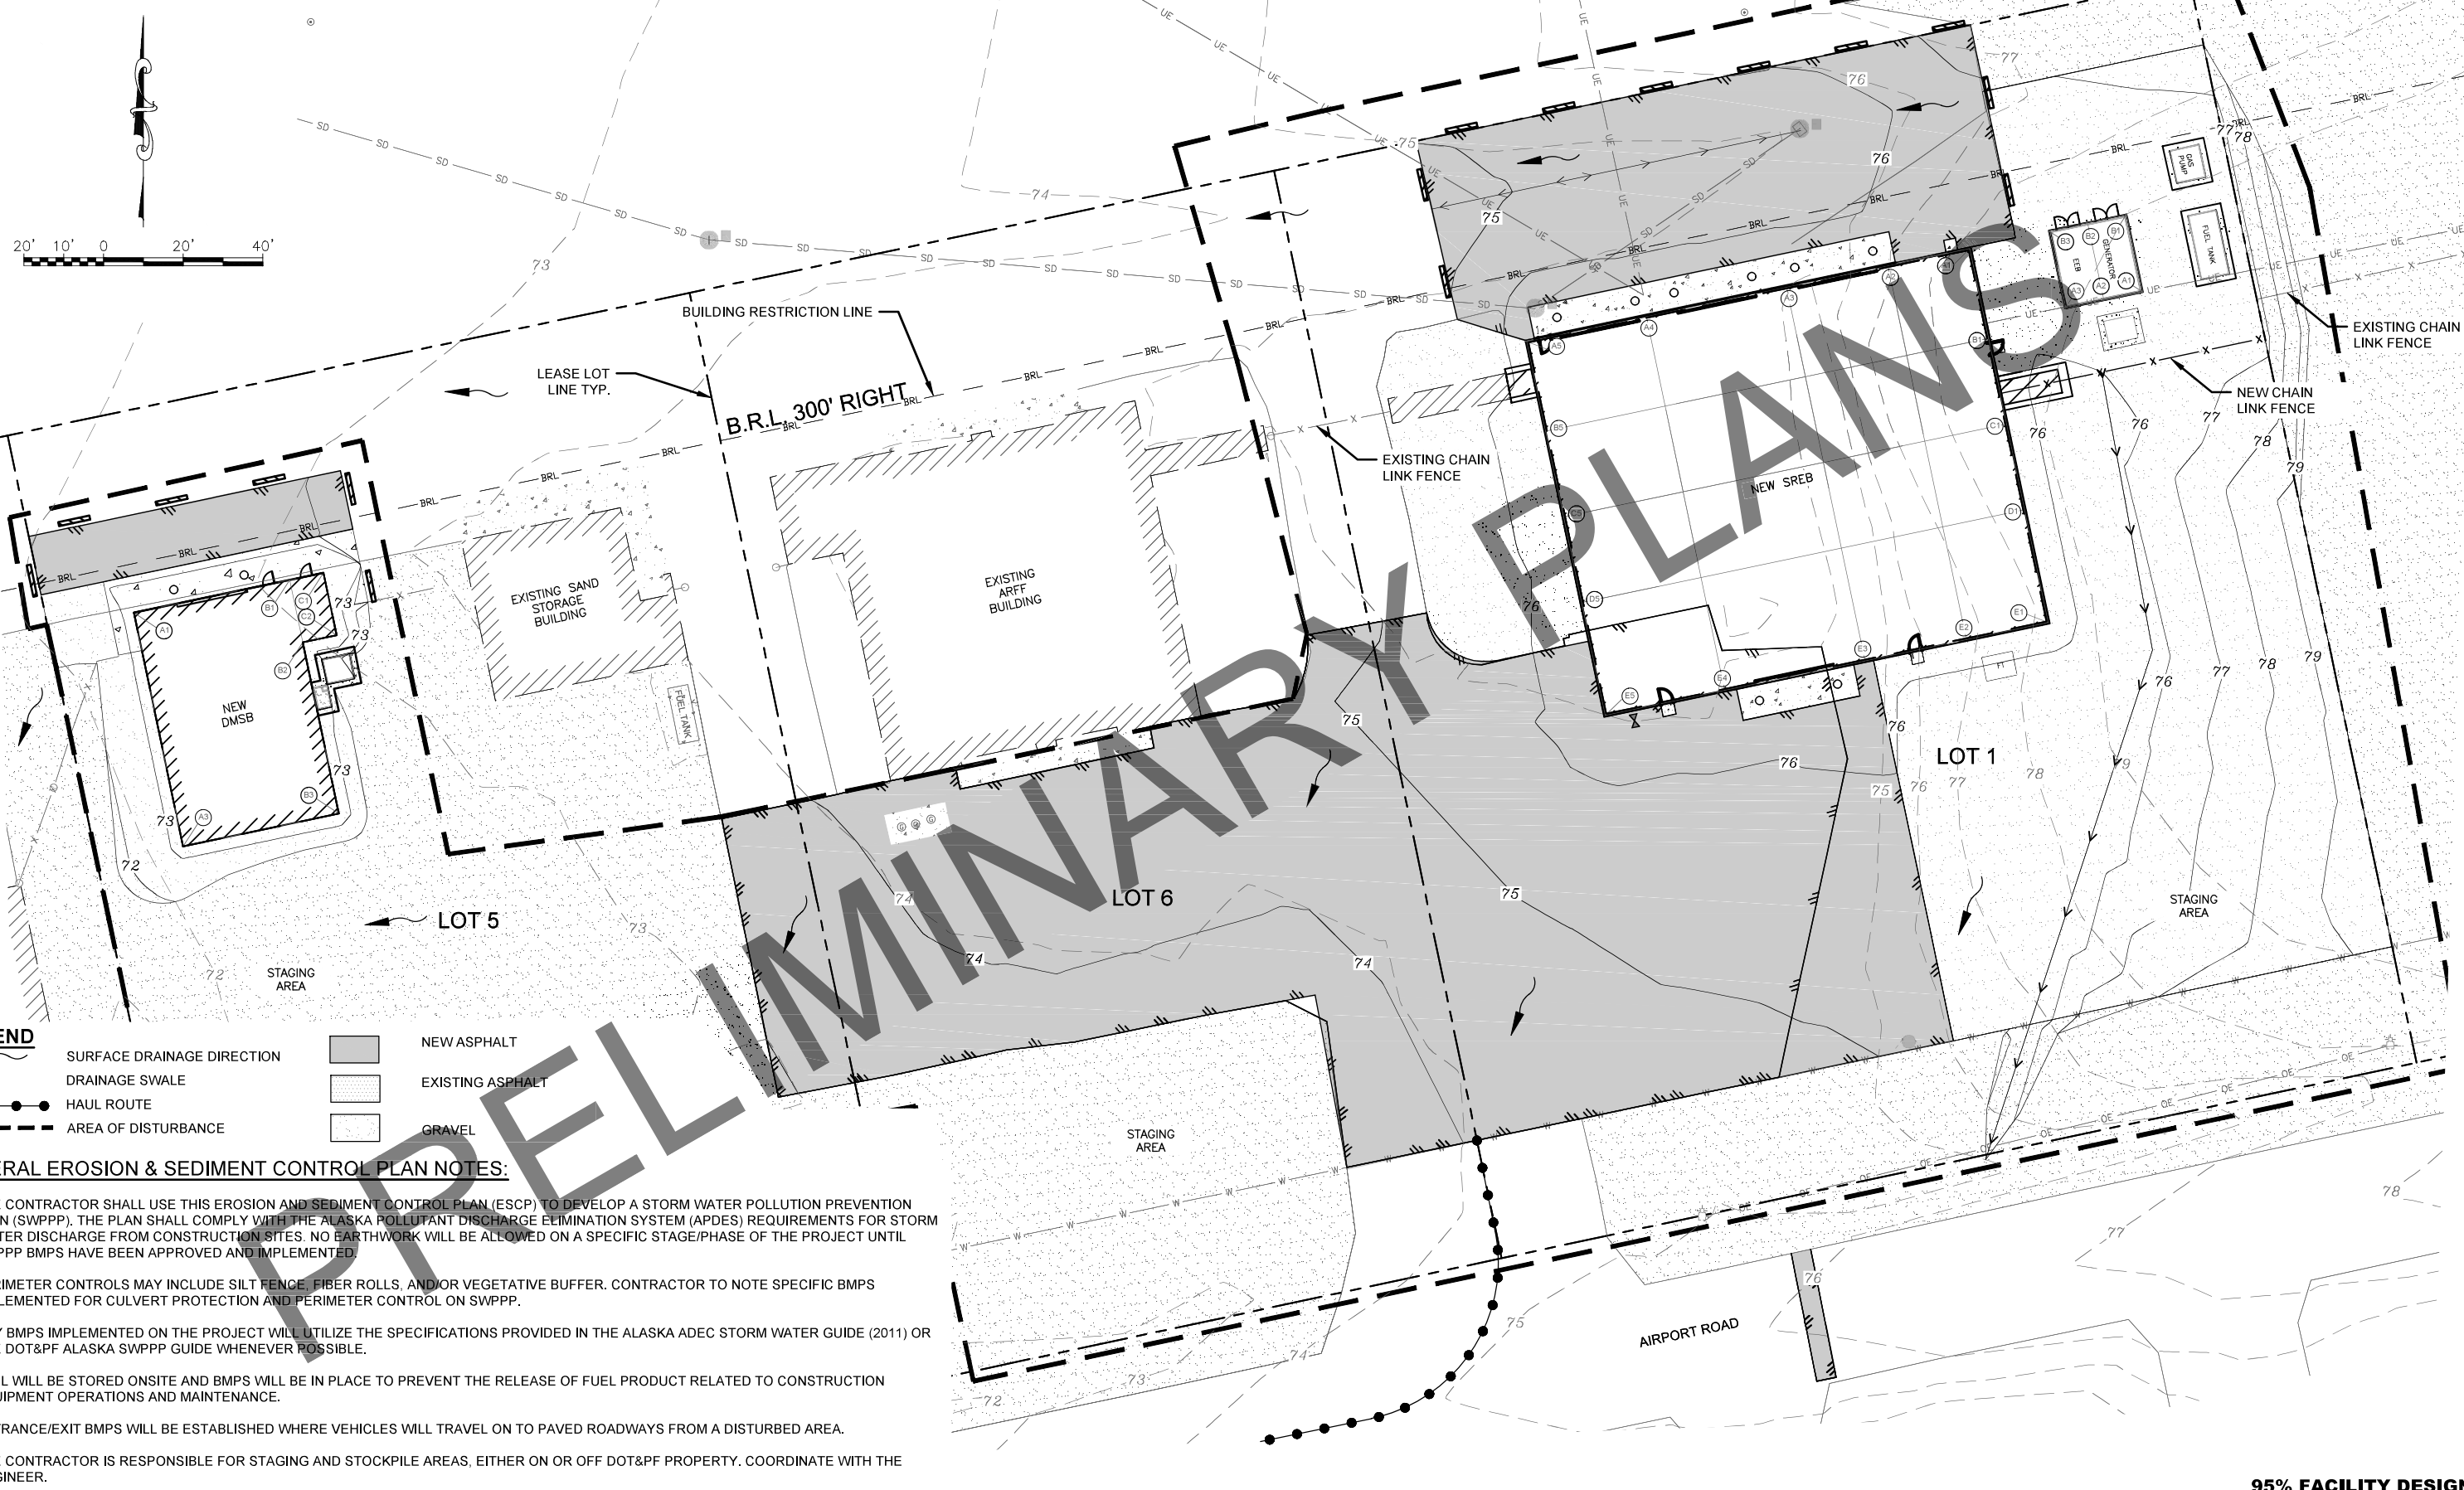 20' 10' 0 20' 40'
BUILDING RESTRICTION LINE
LEASE LOT
LINE TYP.
B.R.L. 300' RIGHT
EXISTING CHAIN
LINK FENCE
EXISTING CHAIN
LINK FENCE
NEW CHAIN
LINK FENCE
GAS
PUMP
FUEL TANK
GENERATOR
EEB
NEW SREB
EXISTING SAND
STORAGE
BUILDING
EXISTING
ARFF
BUILDING
NEW
DMSB
FUEL TANK
LOT 1
LOT 6
LOT 5
STAGING
AREA
STAGING
AREA
STAGING
AREA
AIRPORT ROAD
PRELIMINARY PLANS
END
SURFACE DRAINAGE DIRECTION
DRAINAGE SWALE
HAUL ROUTE
AREA OF DISTURBANCE
NEW ASPHALT
EXISTING ASPHALT
GRAVEL
ERAL EROSION & SEDIMENT CONTROL PLAN NOTES:
CONTRACTOR SHALL USE THIS EROSION AND SEDIMENT CONTROL PLAN (ESCP) TO DEVELOP A STORM WATER POLLUTION PREVENTION
N (SWPPP). THE PLAN SHALL COMPLY WITH THE ALASKA POLLUTANT DISCHARGE ELIMINATION SYSTEM (APDES) REQUIREMENTS FOR STORM
TER DISCHARGE FROM CONSTRUCTION SITES. NO EARTHWORK WILL BE ALLOWED ON A SPECIFIC STAGE/PHASE OF THE PROJECT UNTIL
PPP BMPS HAVE BEEN APPROVED AND IMPLEMENTED.
RIMETER CONTROLS MAY INCLUDE SILT FENCE, FIBER ROLLS, AND/OR VEGETATIVE BUFFER. CONTRACTOR TO NOTE SPECIFIC BMPS
LEMENTED FOR CULVERT PROTECTION AND PERIMETER CONTROL ON SWPPP.
Y BMPS IMPLEMENTED ON THE PROJECT WILL UTILIZE THE SPECIFICATIONS PROVIDED IN THE ALASKA ADEC STORM WATER GUIDE (2011) OR
DOT&PF ALASKA SWPPP GUIDE WHENEVER POSSIBLE.
L WILL BE STORED ONSITE AND BMPS WILL BE IN PLACE TO PREVENT THE RELEASE OF FUEL PRODUCT RELATED TO CONSTRUCTION
UIPMENT OPERATIONS AND MAINTENANCE.
TRANCE/EXIT BMPS WILL BE ESTABLISHED WHERE VEHICLES WILL TRAVEL ON TO PAVED ROADWAYS FROM A DISTURBED AREA.
CONTRACTOR IS RESPONSIBLE FOR STAGING AND STOCKPILE AREAS, EITHER ON OR OFF DOT&PF PROPERTY. COORDINATE WITH THE
GINEER.
95% FACILITY DESIGN